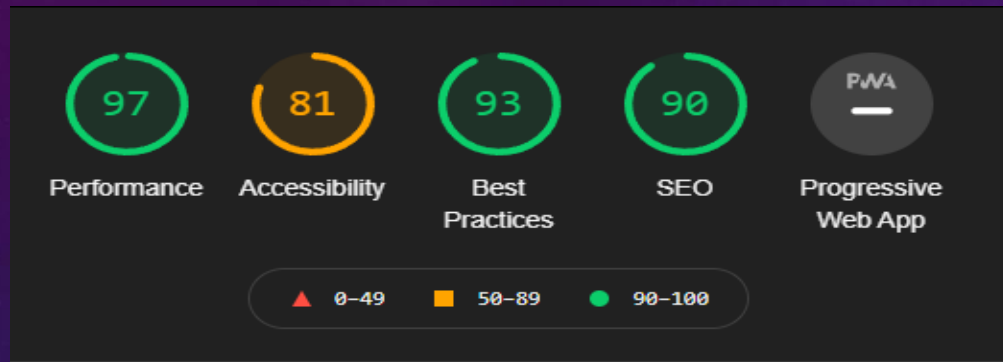 97
81
93
90
PWA
Performance
Accessibility
Best
Practices
SEO
Progressive
Web App
0–49
50–89
90–100